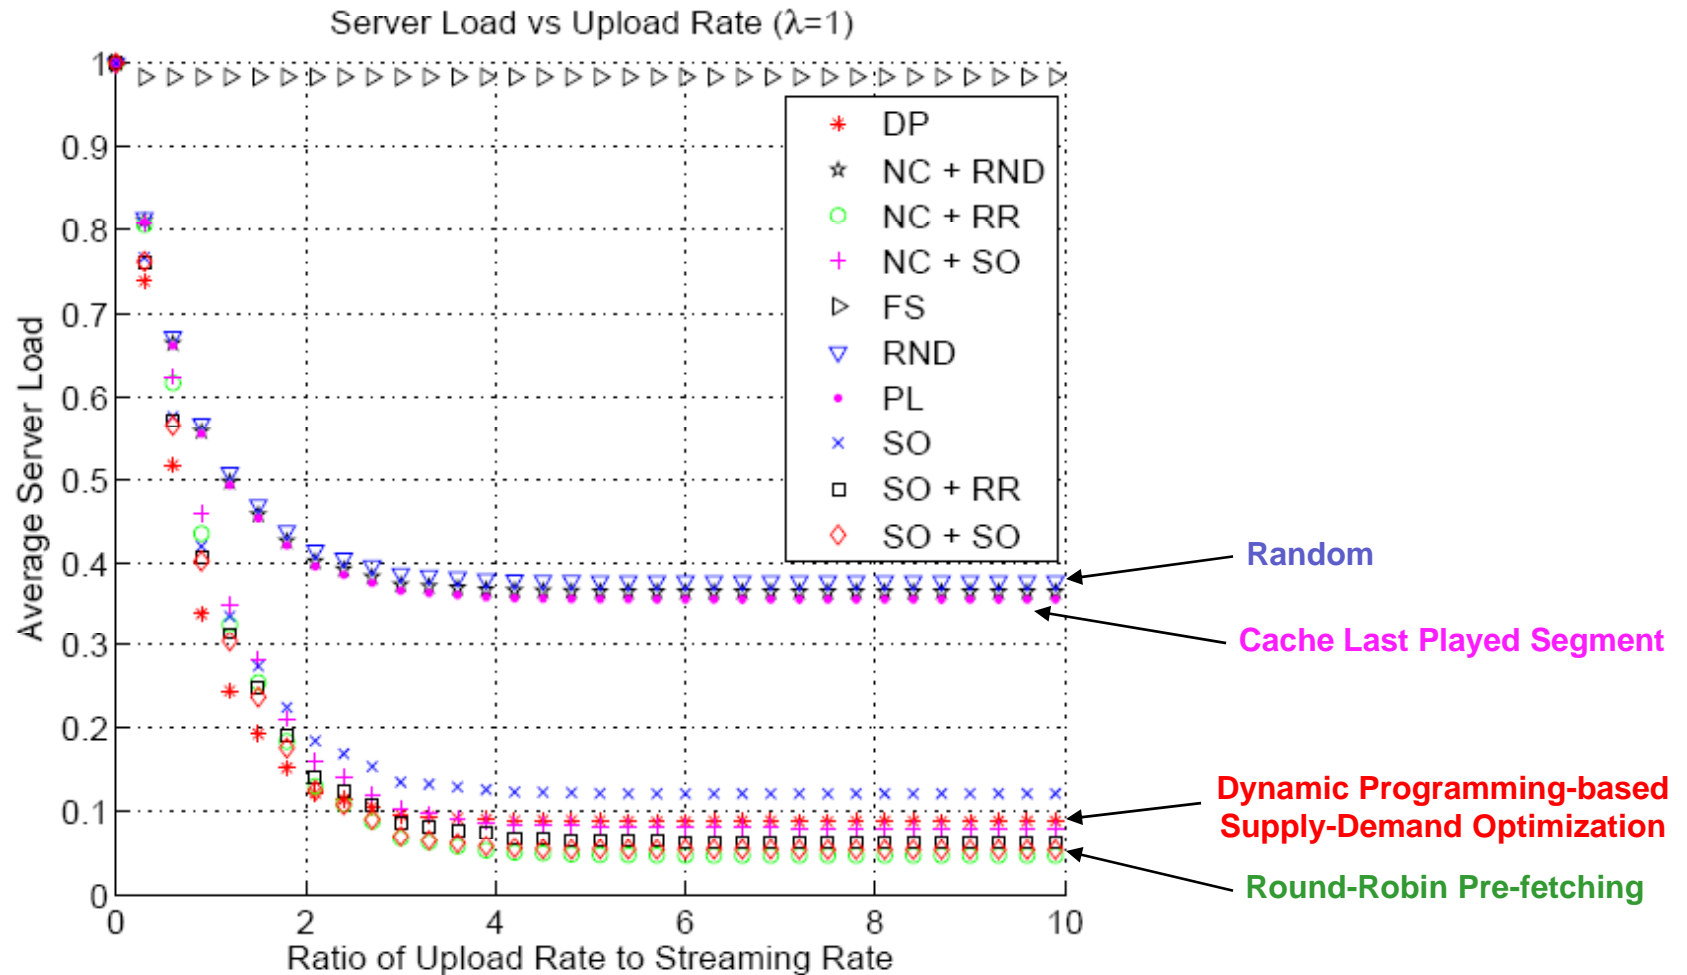 Server Load vs Upload Rate (λ=1)
Average Server Load
1
0.9
0.8
0.7
0.6
0.5
0.4
0.3
0.2
0.1
0
DP
NC + RND
NC + RR
NC + SO
FS
RND
PL
SO
SO + RR
SO + SO
Random
Cache Last Played Segment
Dynamic Programming-based
Supply-Demand Optimization
Round-Robin Pre-fetching
0 2 4 6 8 10
Ratio of Upload Rate to Streaming Rate